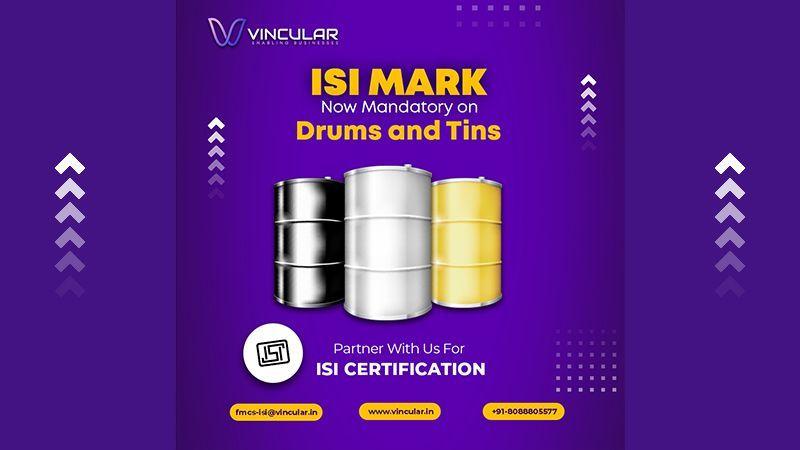 VINCULAR
ENABLING BUSINESSES
ISI MARK
Now Mandatory on
Drums and Tins
ISI
Partner With Us For
ISI CERTIFICATION
fmcs-isi@vincular.in
www.vincular.in
+91-8088805577